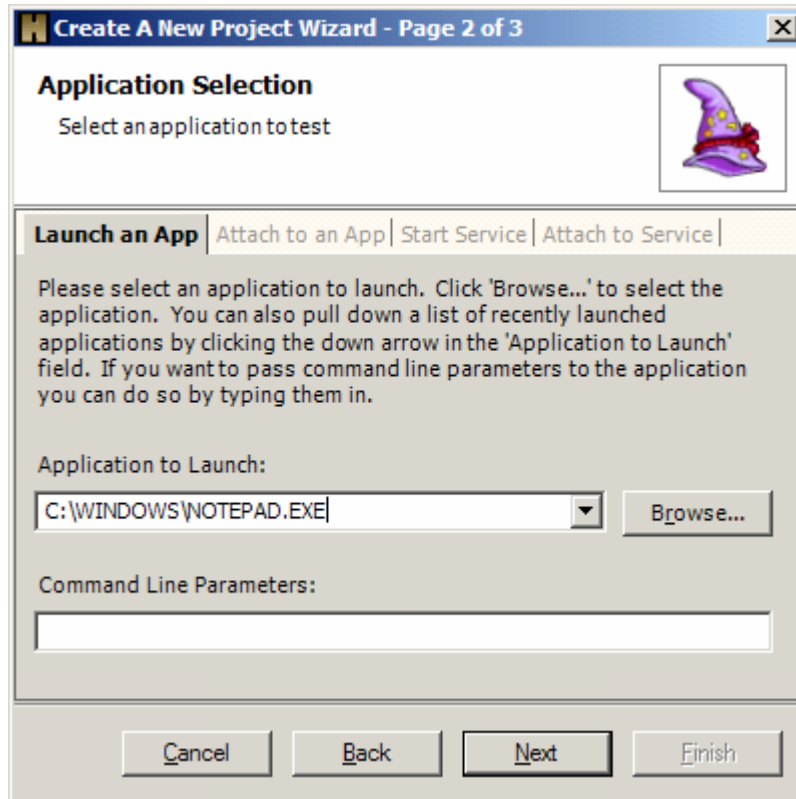 Create A New Project Wizard - Page 2 of 3
Application Selection
Select an application to test
Launch an App Attach to an App Start Service Attach to Service
Please select an application to launch. Click 'Browse...' to select the
application. You can also pull down a list of recently launched
applications by clicking the down arrow in the 'Application to Launch'
field. If you want to pass command line parameters to the application
you can do so by typing them in.
Application to Launch:
C:\WINDOWS\NOTEPAD.EXE Browse...
Command Line Parameters:
Cancel Back Next Finish